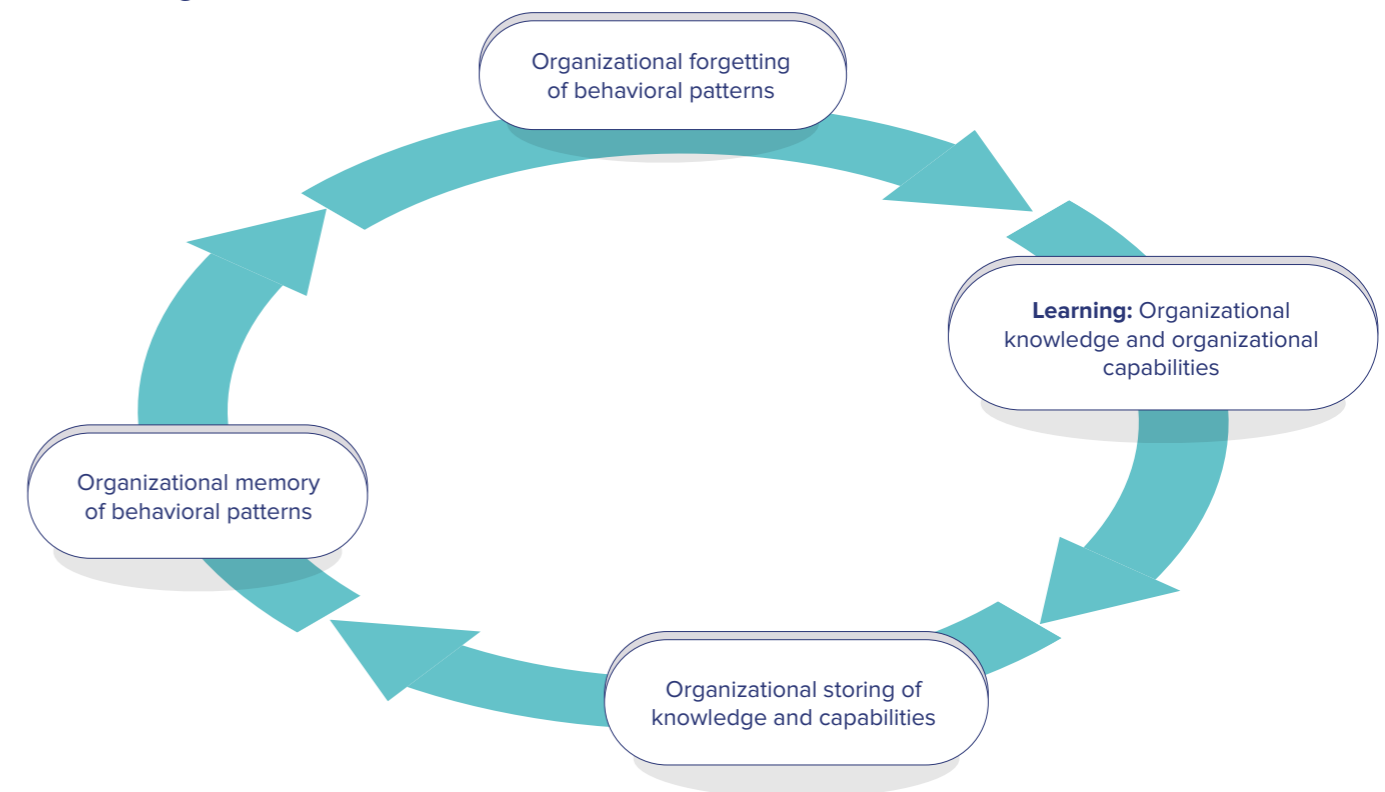 Organizational forgetting
of behavioral patterns
Learning: Organizational
knowledge and organizational
capabilities
Organizational memory
of behavioral patterns
Organizational storing of
knowledge and capabilities